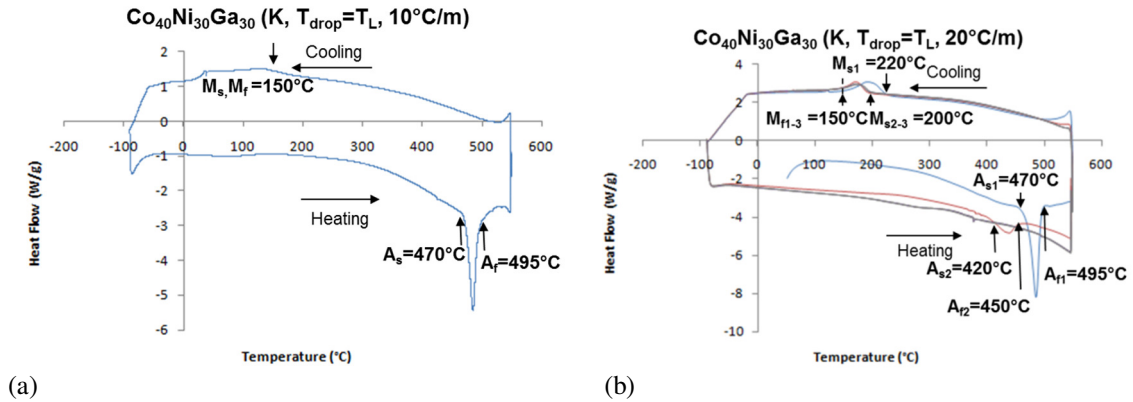 Co40Ni30Ga30 (K, Tdrop=TL, 10°C/m)
2
Cooling
1
Ms,Mf =150°C
0
-200 -100 0 100 200 300 400 500 600
-1
-2
Heating
-3
As=470°C Af=495°C
-4
-5
-6
Heat Flow (W/g)
Temperature (°C)
(a)
Co40Ni30Ga30 (K, Tdrop=TL, 20°C/m)
Ms1 =220°C
4
Cooling
2
Mf1-3 =150°C Ms2-3 =200°C
0
-200 -100 0 100 200 300 400 500 600
-2
As1=470°C
-4
Heating
-6
As2=420°C
Af1=495°C
-8
Af2=450°C
-10
Heat Flow (W/g)
Temperature (°C)
(b)